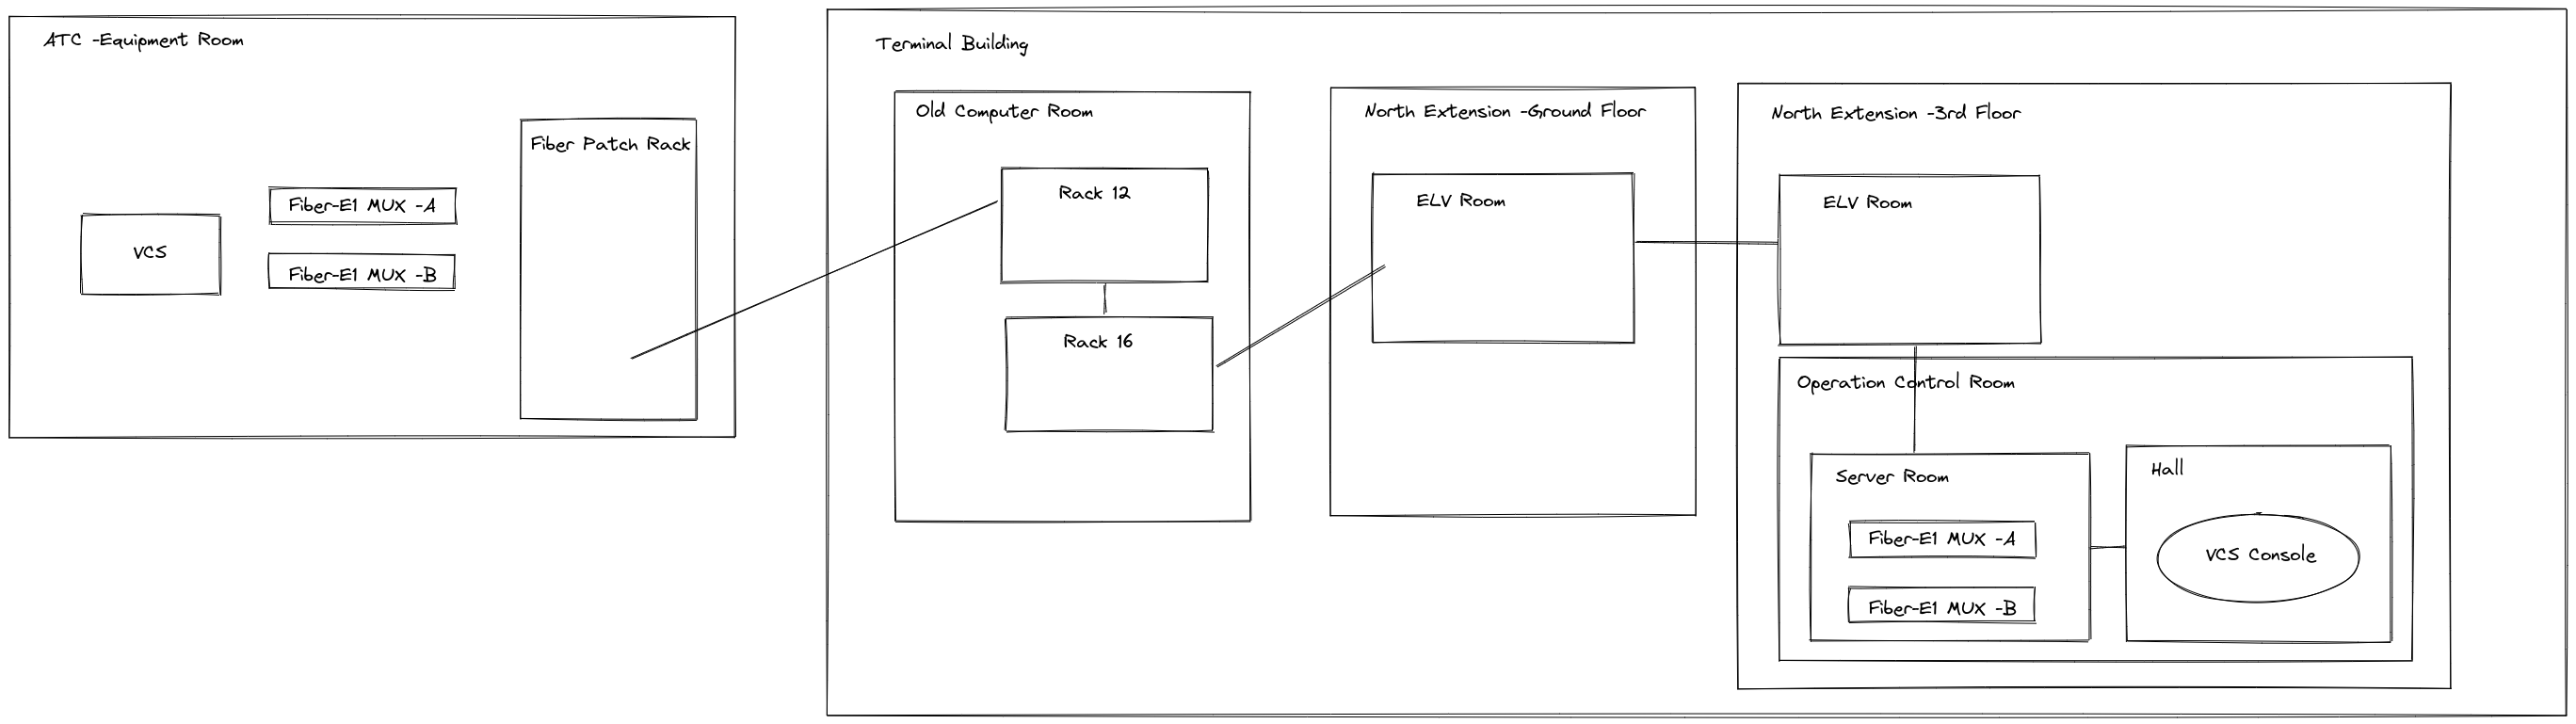 ATC -Equipment Room
Fiber Patch Rack
Fiber-E1 MUX -A
VCS
Fiber-E1 MUX -B
Terminal Building
Old Computer Room
Rack 12
Rack 16
North Extension -Ground Floor
ELV Room
North Extension -3rd Floor
ELV Room
Operation Control Room
Server Room
Fiber-E1 MUX -A
Fiber-E1 MUX -B
Hall
VCS Console